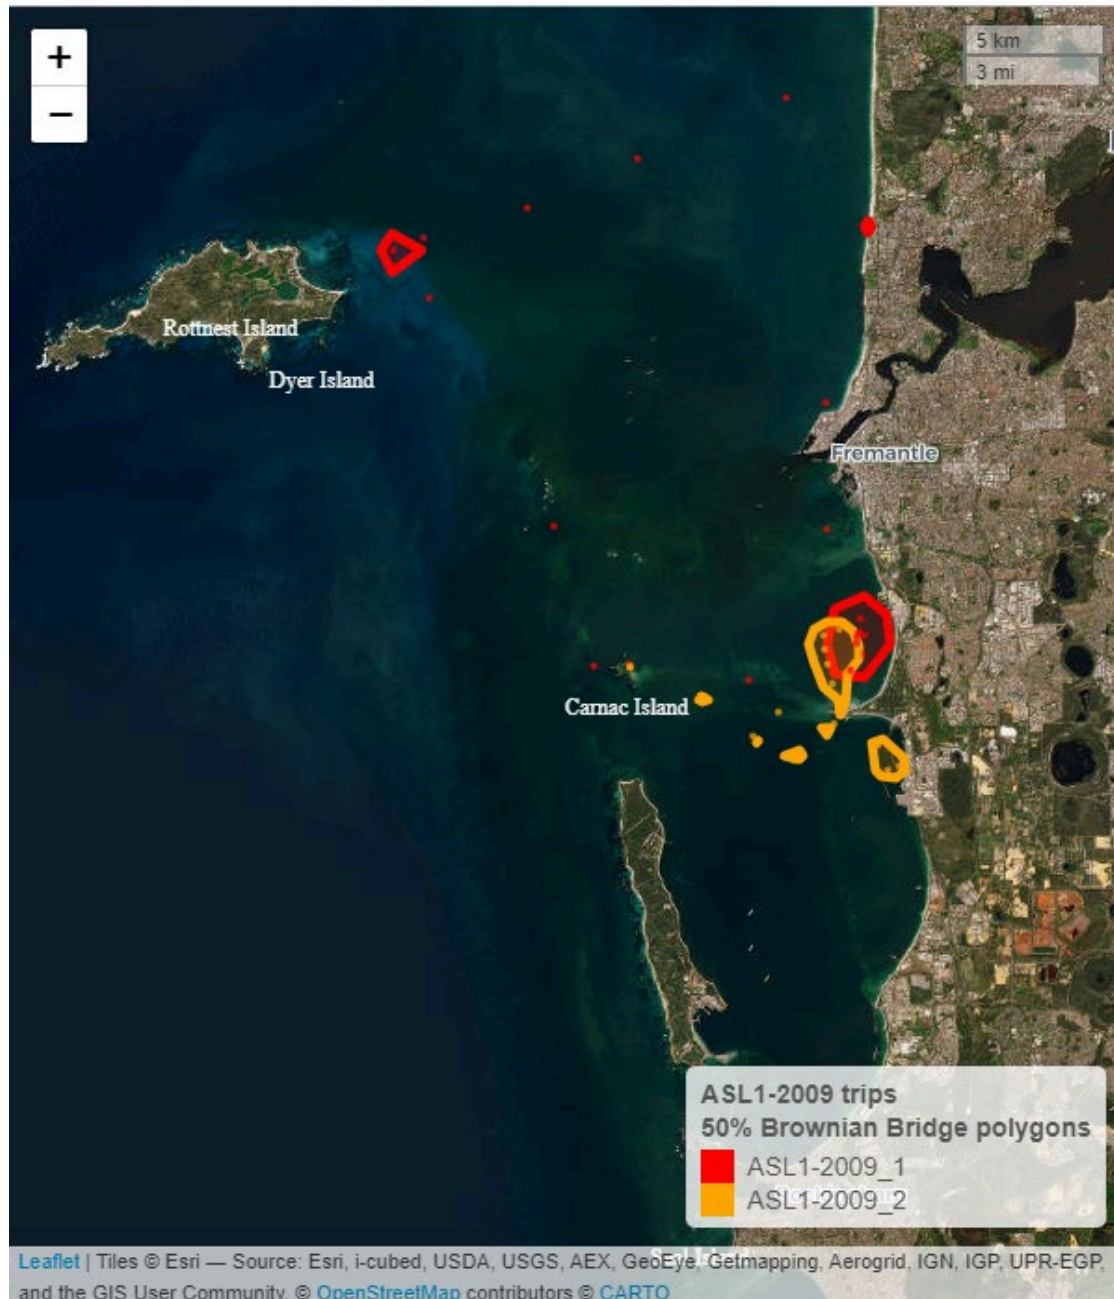 +
5 km
3 mi
−
Rottnest Island
Dyer Island
Fremantle
Carnac Island
ASL1-2009 trips
50% Brownian Bridge polygons
ASL1-2009_1
ASL1-2009_2
Leaflet | Tiles © Esri — Source: Esri, i-cubed, USDA, USGS, AEX, GeoEye, Getmapping, Aerogrid, IGN, IGP, UPR-EGP,
and the GIS User Community, © OpenStreetMap contributors © CARTO